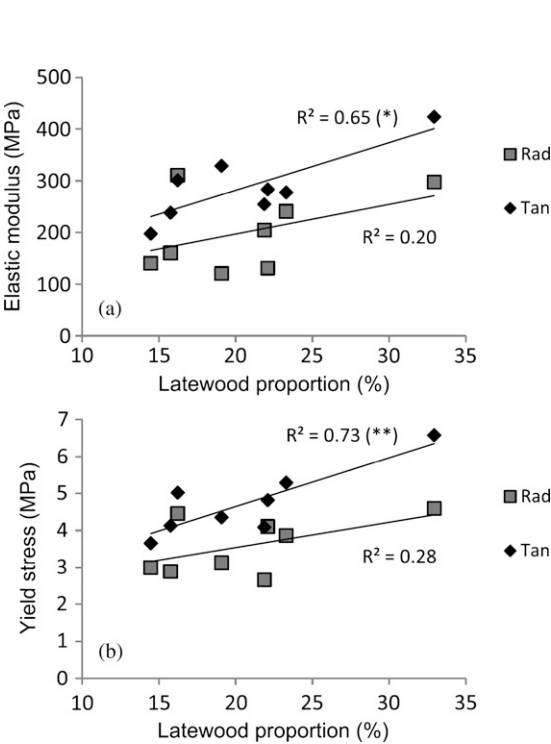 500
400
300
200
100
0
Elastic modulus (MPa)
R² = 0.65 (*)
R² = 0.20
(a)
Rad
Tan
10 15 20 25 30 35
Latewood proportion (%)
7
6
5
4
3
2
1
0
Yield stress (MPa)
R² = 0.73 (**)
R² = 0.28
(b)
Rad
Tan
10 15 20 25 30 35
Latewood proportion (%)